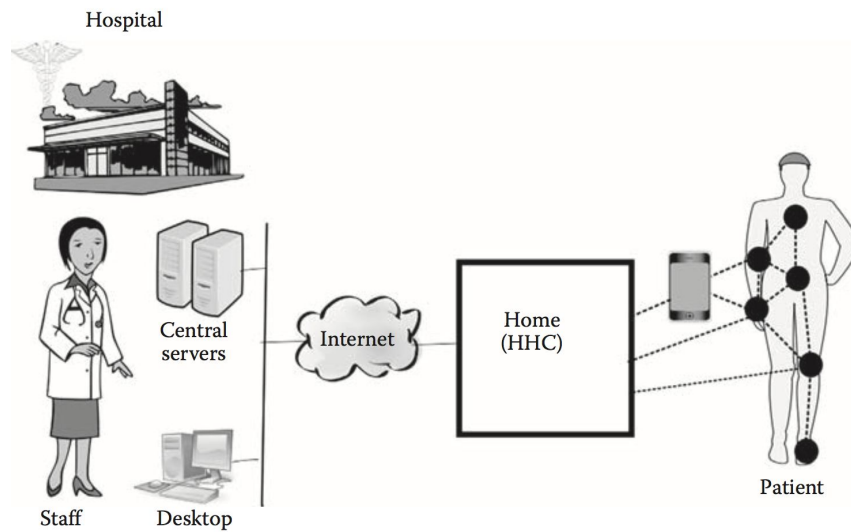 Hospital
Central
servers
Internet
Home
(HHC)
Staff
Desktop
Patient